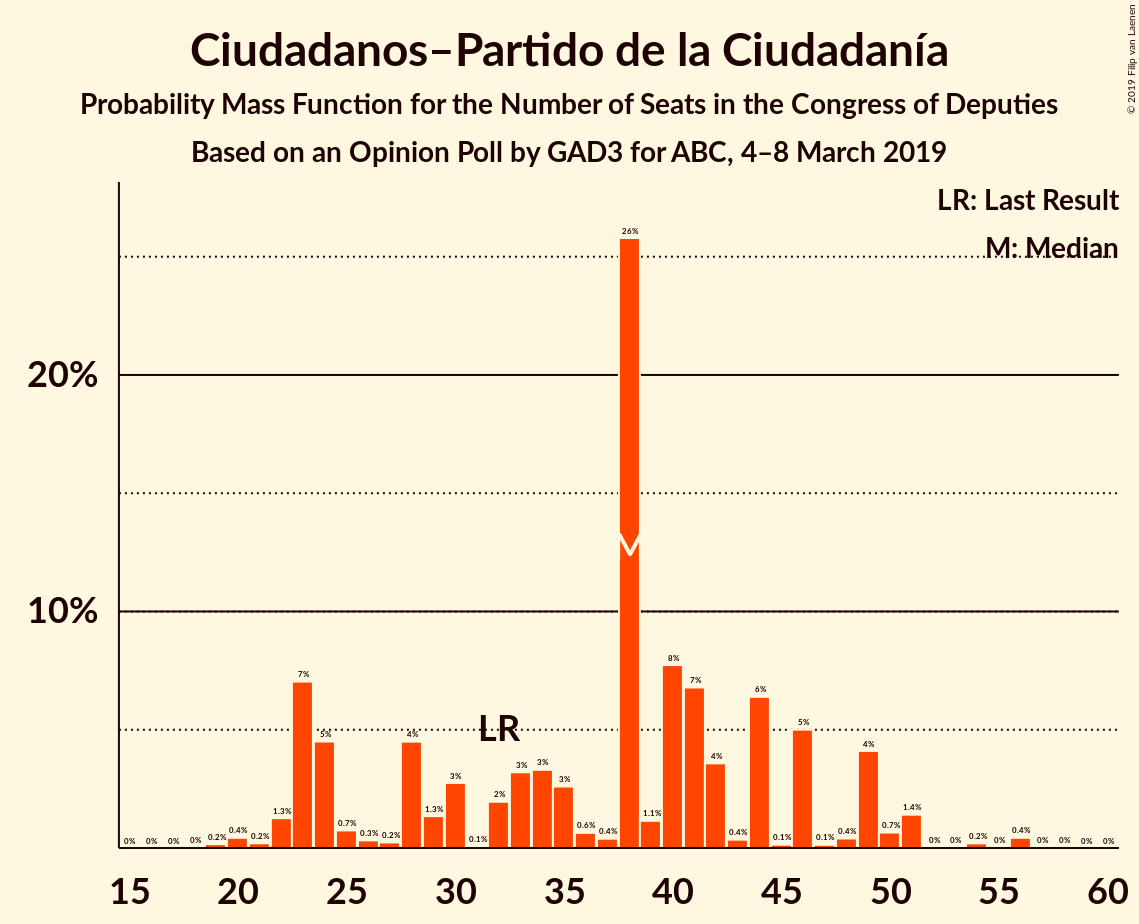 Ciudadanos–Partido de la Ciudadanía
Probability Mass Function for the Number of Seats in the Congress of Deputies
Based on an Opinion Poll by GAD3 for ABC, 4–8 March 2019
© 2019 Filip van Laenen
LR: Last Result
M: Median
20%
10%
LR
0% 0% 0% 0% 0.2% 0.4% 0.2% 1.3% 7% 5% 0.7% 0.3% 0.2% 4% 1.3% 3% 0.1% 2% 3% 3% 3% 0.6% 0.4% 26% 1.1% 8% 7% 4% 0.4% 6% 0.1% 5% 0.1% 0.4% 4% 0.7% 1.4% 0% 0% 0.2% 0% 0.4% 0% 0% 0% 0%
15 20 25 30 35 40 45 50 55 60